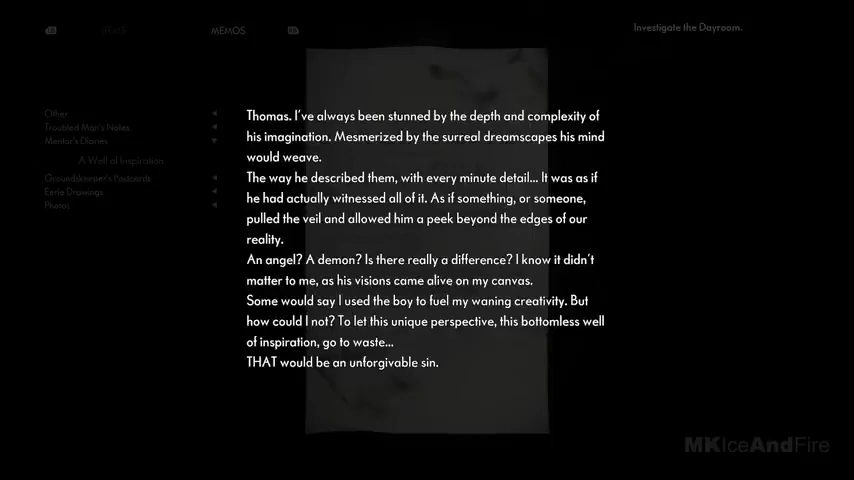 LB
ITEMS
MEMOS
RB
Investigate the Dayroom.
Other
Troubled Man's Notes
Mentor's Diaries
A Well of Inspiration
Groundskeeper's Postcards
Eerie Drawings
Photos
Thomas. I've always been stunned by the depth and complexity of
his imagination. Mesmerized by the surreal dreamscapes his mind
would weave.
The way he described them, with every minute detail... It was as if
he had actually witnessed all of it. As if something, or someone,
pulled the veil and allowed him a peek beyond the edges of our
reality.
An angel? A demon? Is there really a difference? I know it didn't
matter to me, as his visions came alive on my canvas.
Some would say I used the boy to fuel my waning creativity. But
how could I not? To let this unique perspective, this bottomless well
of inspiration, go to waste...
THAT would be an unforgivable sin.
MKIceAndFire